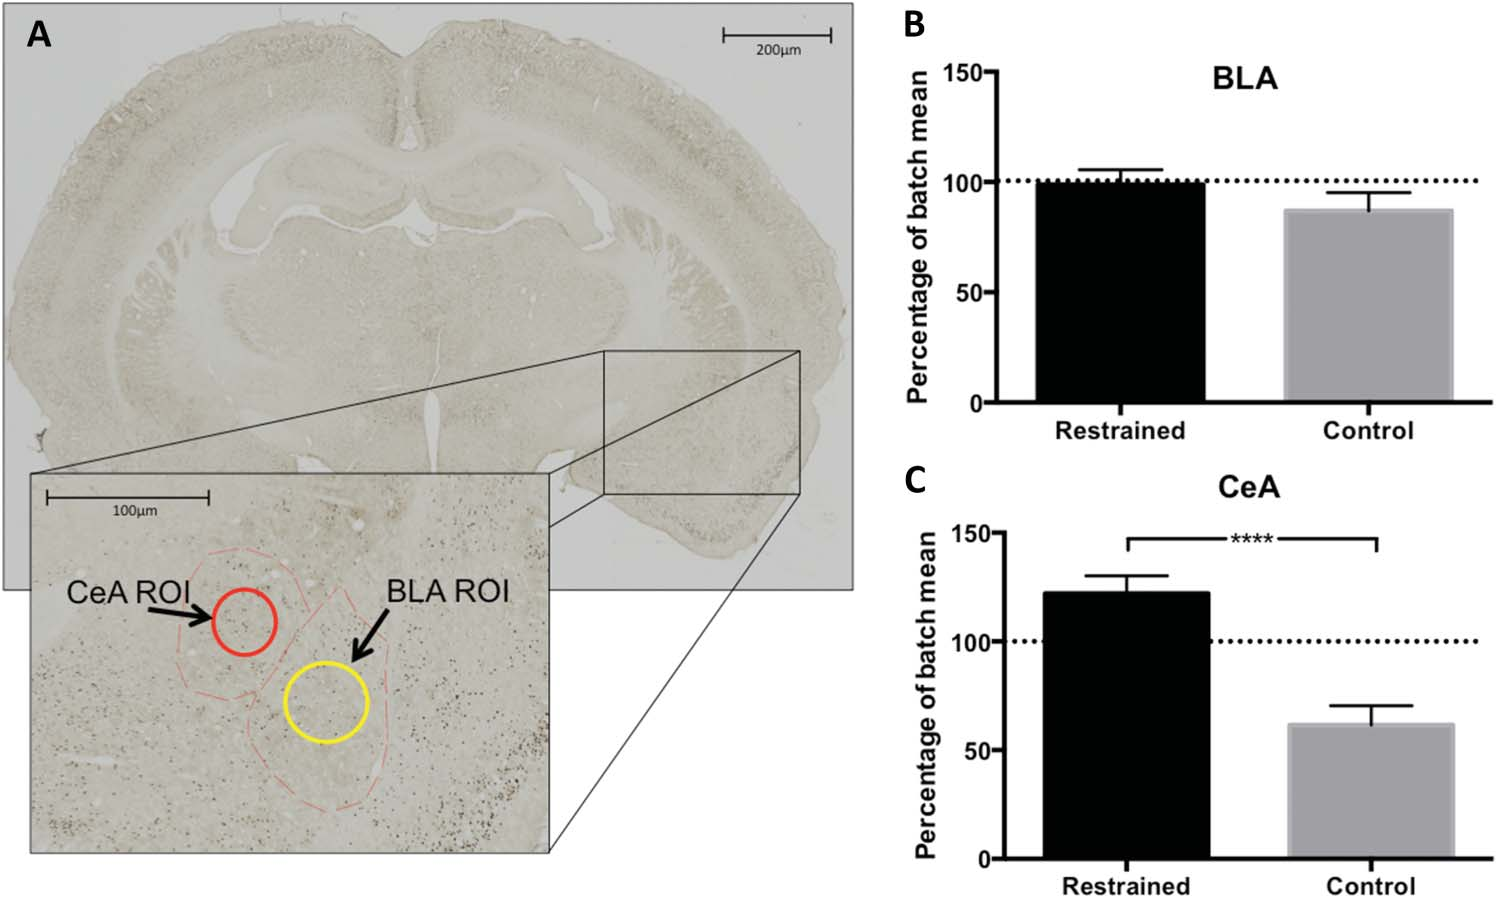 A
200µm
100µm
CeA ROI
BLA ROI
B
BLA
Percentage of batch mean
150
100
50
0
Restrained
Control
C
CeA
Percentage of batch mean
150
100
50
0
****
Restrained
Control